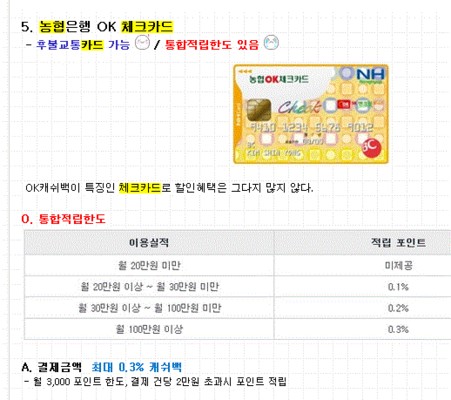 5. 농협은행 OK 체크카드
- 후불교통카드 가능 / 통합적립한도 있음
농협OK체크카드
NH
Check
9410 1234 5678 9012
KIM SHIN YONG
OK캐쉬백이 특징인 체크카드로 할인혜택은 그다지 많지 않다.
0. 통합적립한도
이용실적 적립 포인트
월 20만원 미만 미제공
월 20만원 이상 ~ 월 30만원 미만 0.1%
월 30만원 이상 ~ 월 100만원 미만 0.2%
월 100만원 이상 0.3%
A. 결제금액 최대 0.3% 캐쉬백
- 월 3,000 포인트 한도, 결제 건당 2만원 초과시 포인트 적립